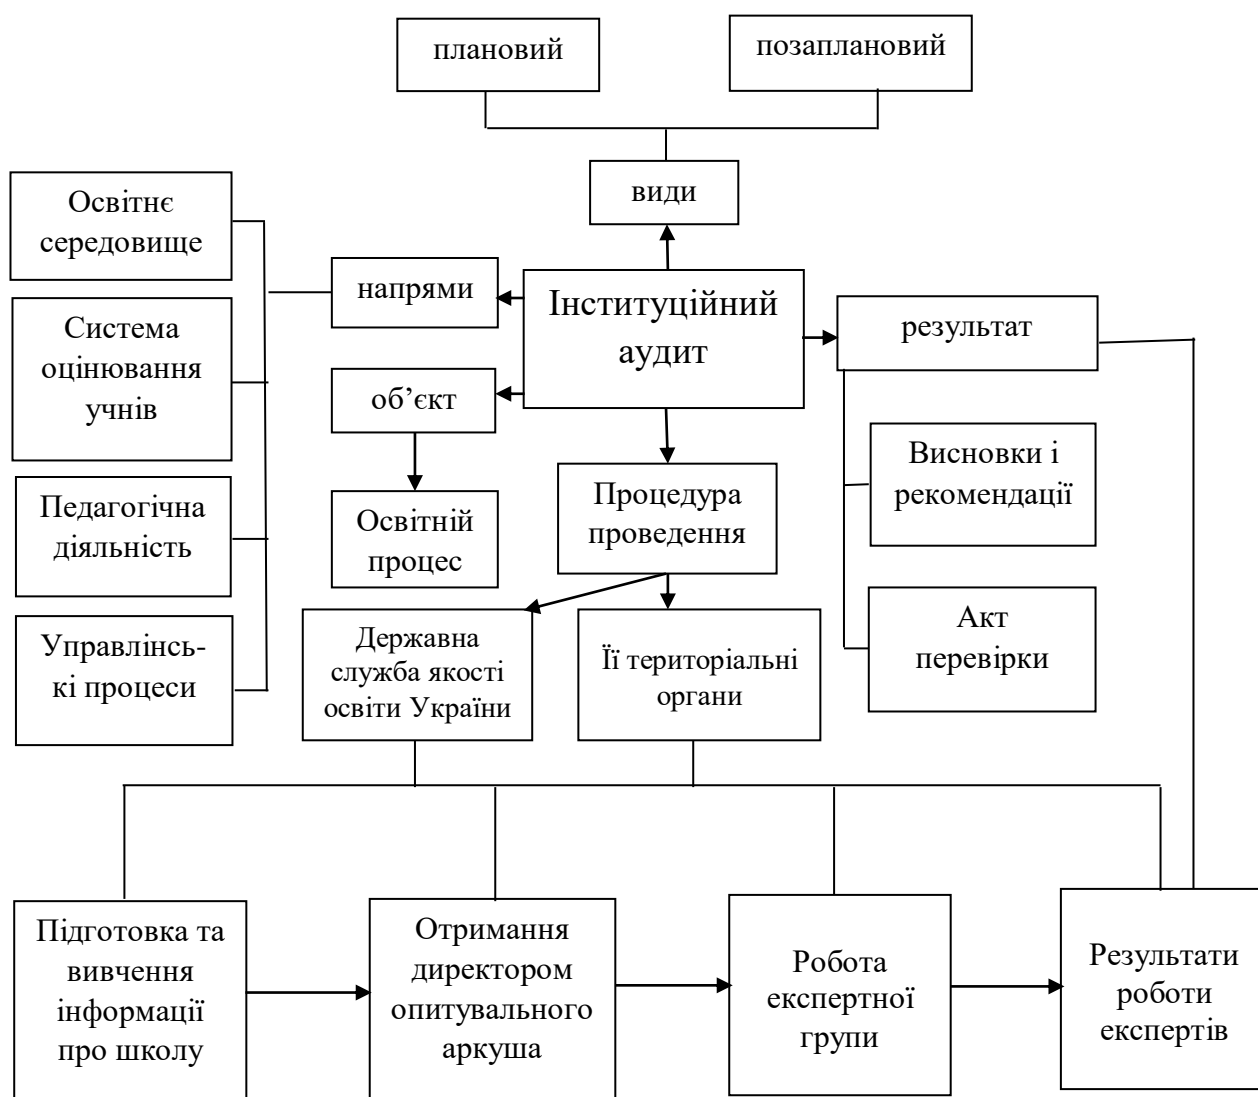 плановий
позаплановий
види
Освітнє
середовище
напрями
Інституційний
аудит
результат
Система
оцінювання
учнів
об’єкт
Висновки і
рекомендації
Процедура
проведення
Педагогічна
діяльність
Освітній
процес
Управлінсь-
кі процеси
Державна
служба якості
освіти України
Її територіальні
органи
Акт
перевірки
Підготовка та
вивчення
інформації
про школу
Отримання
директором
опитувального
аркуша
Робота
експертної
групи
Результати
роботи
експертів